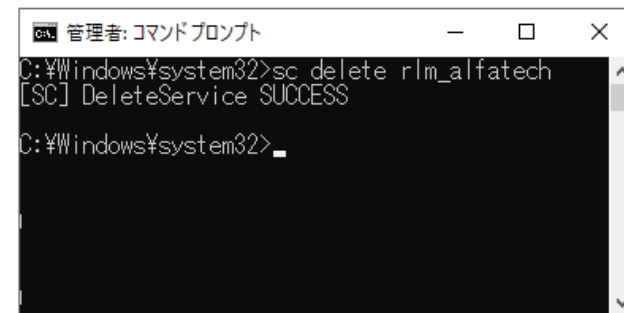 管理者: コマンド プロンプト
C:¥Windows¥system32>sc delete rlm_alfatech
[SC] DeleteService SUCCESS
C:¥Windows¥system32>